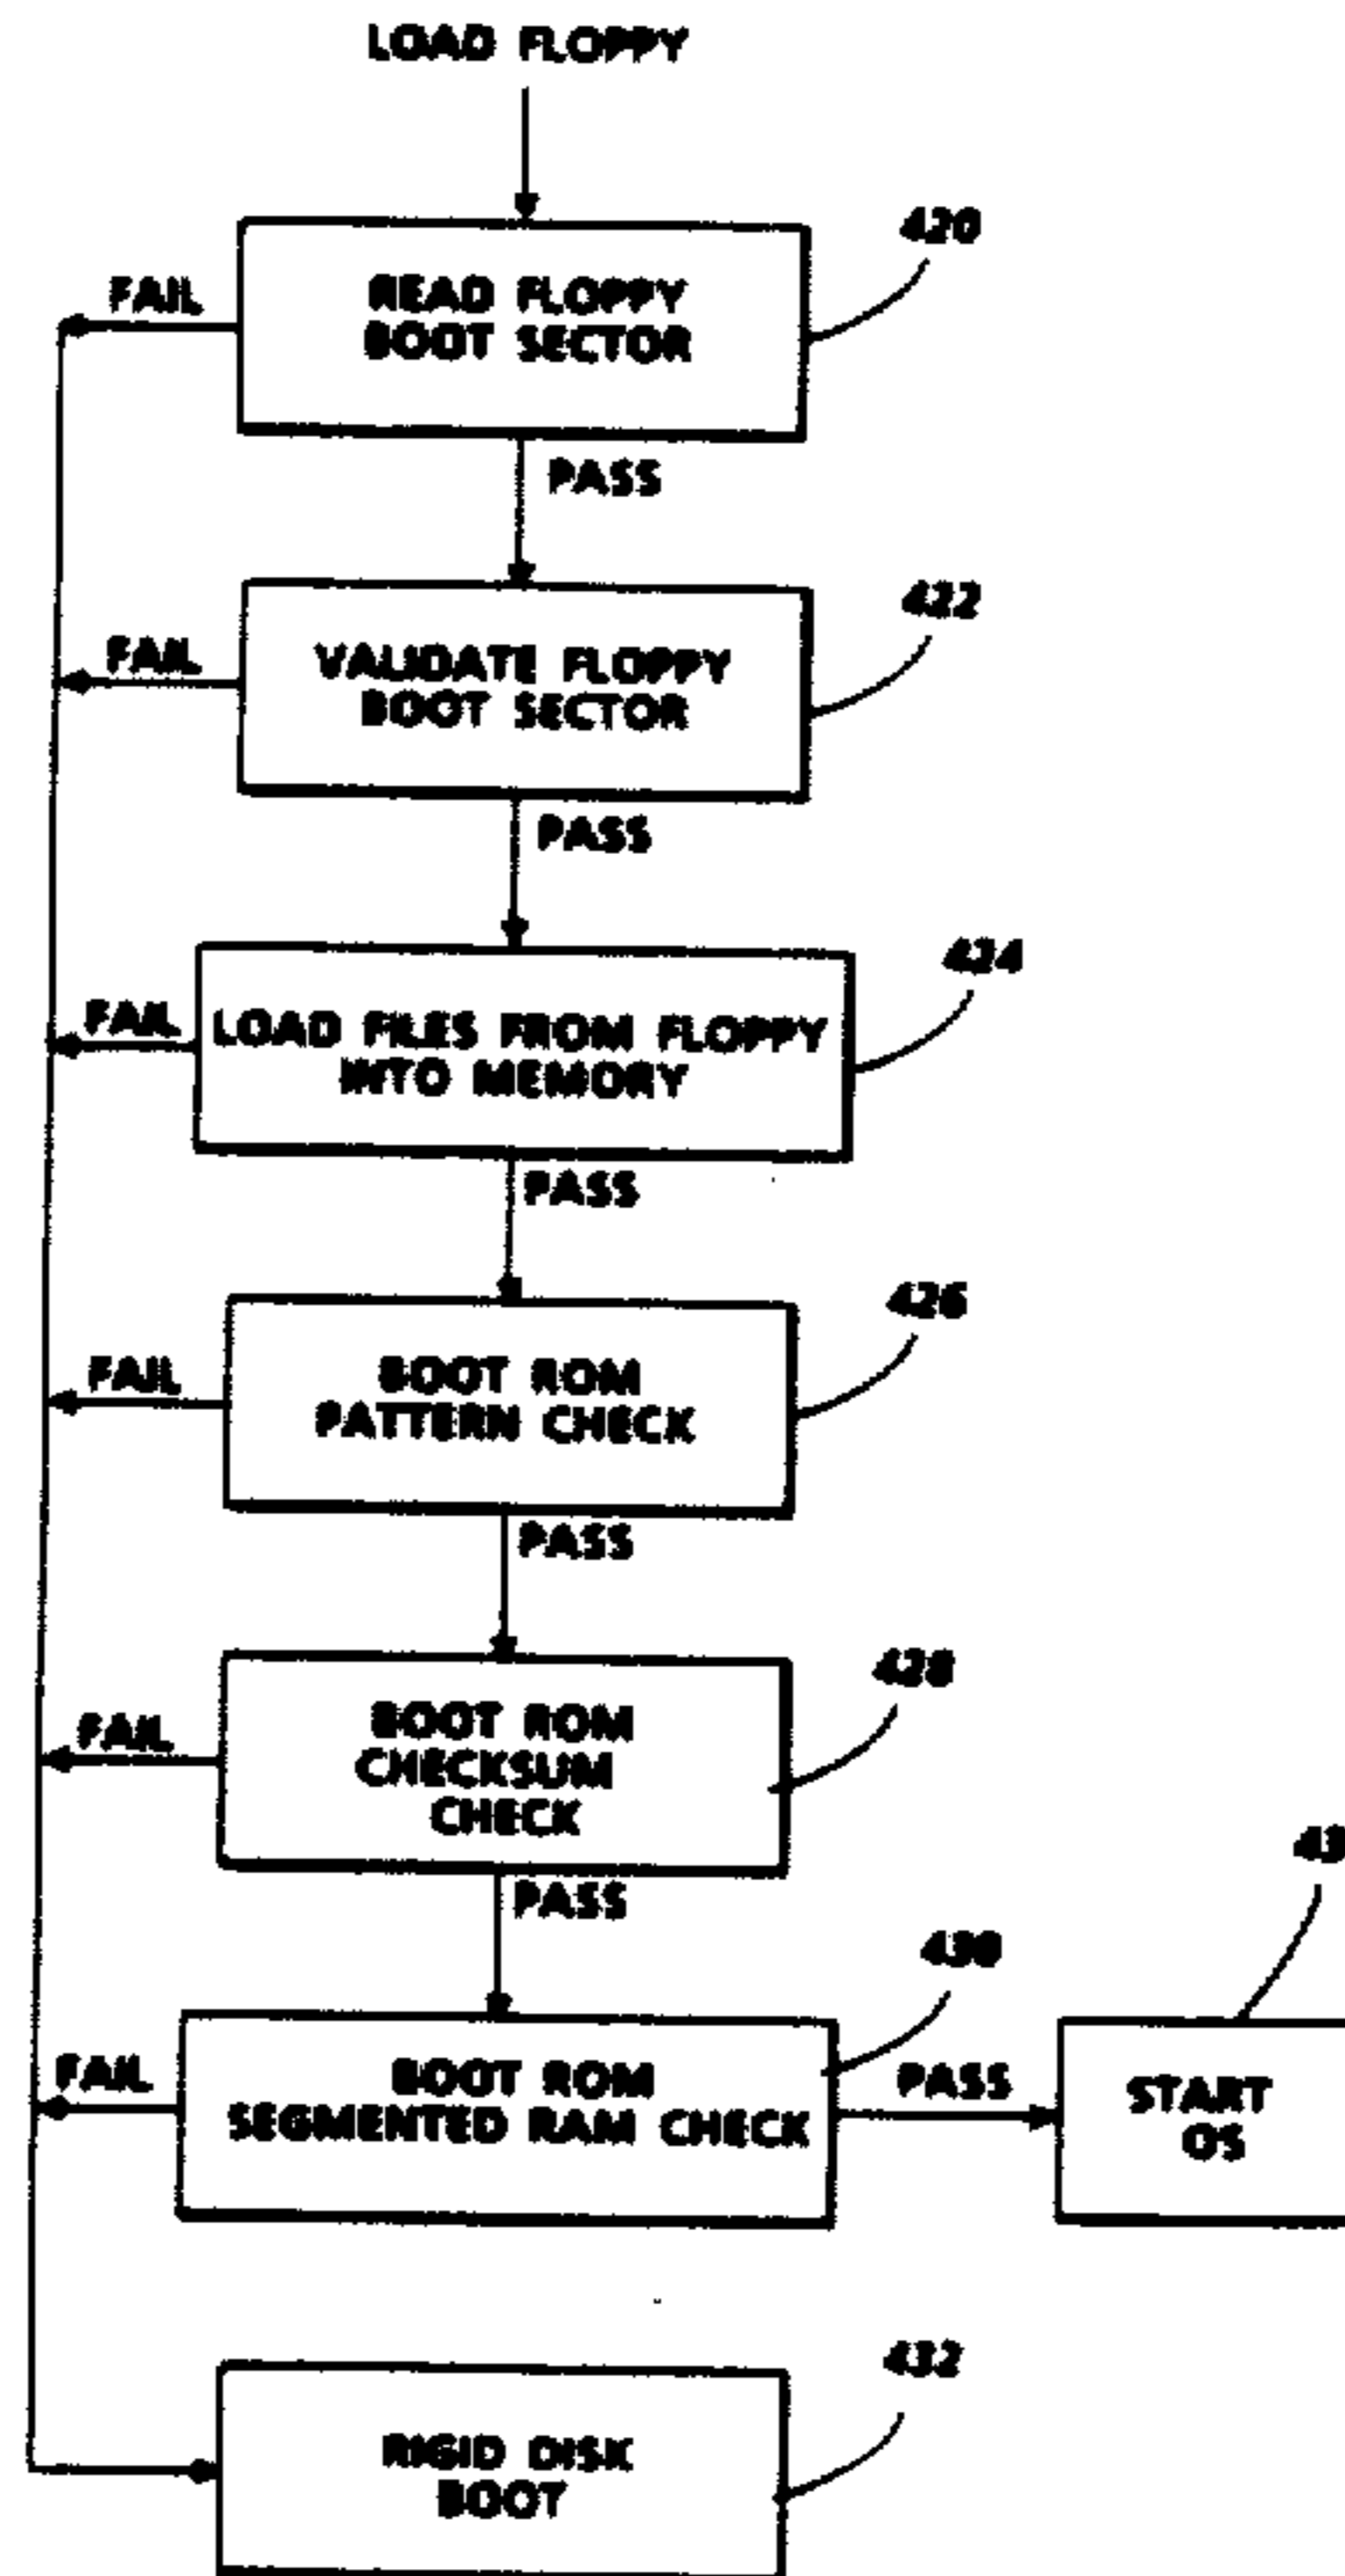 LOAD FLOPPY
420
FAIL
READ FLOPPY
BOOT SECTOR
PASS
422
FAIL
VALIDATE FLOPPY
BOOT SECTOR
PASS
424
FAIL
LOAD FILES FROM FLOPPY
INTO MEMORY
PASS
426
FAIL
BOOT ROM
PATTERN CHECK
PASS
428
FAIL
BOOT ROM
CHECKSUM
CHECK
PASS
430
FAIL
BOOT ROM
SEGMENTED RAM CHECK
PASS
START
OS
432
RIGID DISK
BOOT